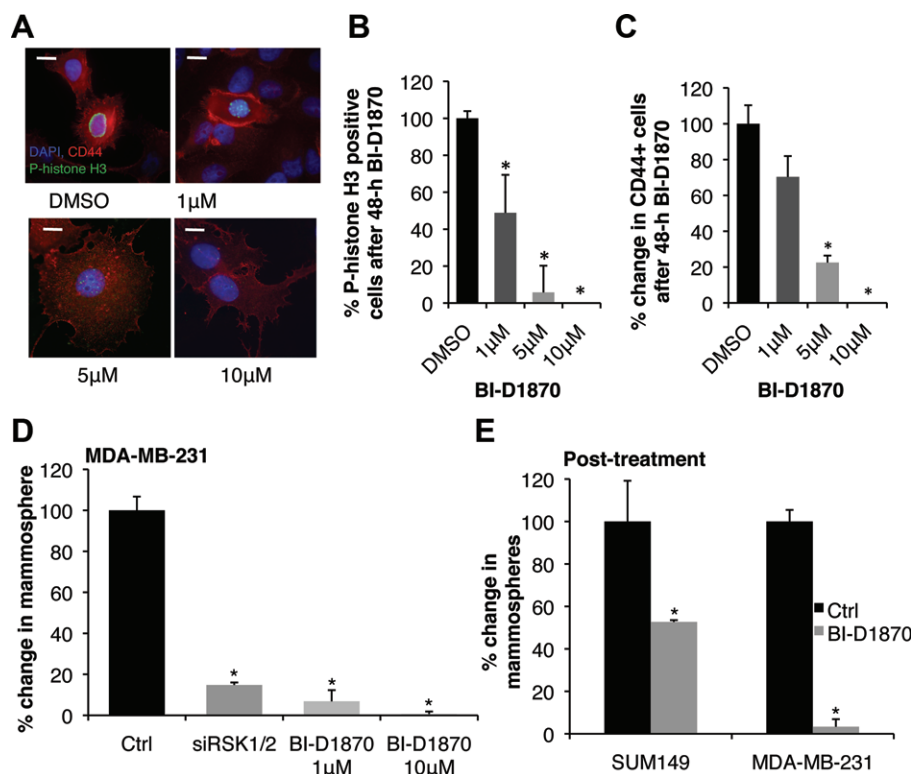 A
DAPI, CD44
P-histone H3
DMSO
1µM
5µM
10µM
B
% P-histone H3 positive
cells after 48-h BI-D1870
120
100
80
60
40
20
0
*
*
*
DMSO
1µM
5µM
10µM
BI-D1870
C
% change in CD44+ cells
after 48-h BI-D1870
120
100
80
60
40
20
0
*
*
DMSO
1µM
5µM
10µM
BI-D1870
D
MDA-MB-231
% change in mammosphere
120
100
80
60
40
20
0
*
*
*
Ctrl
siRSK1/2
BI-D1870
1µM
BI-D1870
10µM
E
Post-treatment
% change in
mammospheres
120
100
80
60
40
20
0
*
*
Ctrl
BI-D1870
SUM149
MDA-MB-231